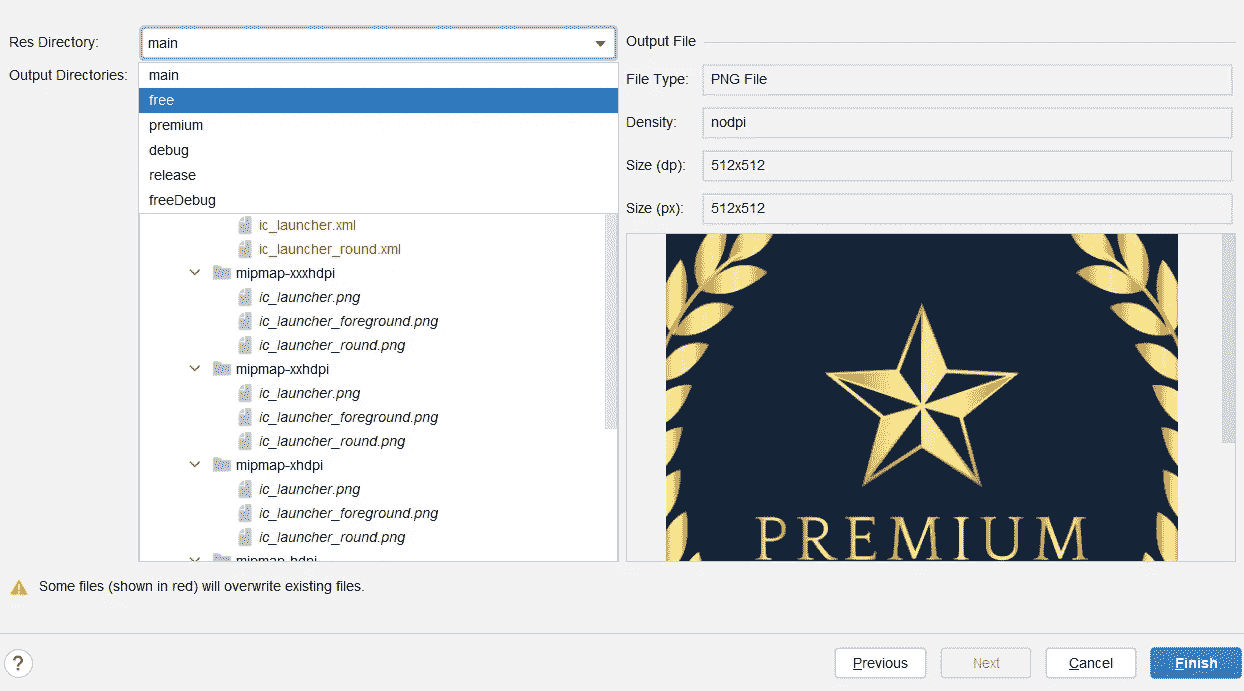 Res Directory:
main
Output Directories:
main
free
premium
debug
release
freeDebug
ic_launcher.xml
ic_launcher_round.xml
mipmap-xxxhdpi
ic_launcher.png
ic_launcher_foreground.png
ic_launcher_round.png
mipmap-xxhdpi
ic_launcher.png
ic_launcher_foreground.png
ic_launcher_round.png
mipmap-xhdpi
ic_launcher.png
ic_launcher_foreground.png
ic_launcher_round.png
mipmap-hdpi
Output File
File Type:
PNG File
Density:
nodpi
Size (dp):
512x512
Size (px):
512x512
PREMIUM
Some files (shown in red) will overwrite existing files.
?
Previous
Next
Cancel
Finish